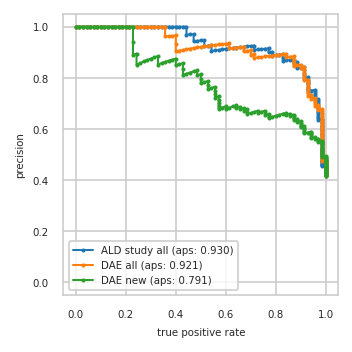 1.0
0.8
0.6
0.4
0.2
0.0
precision
ALD study all (aps: 0.930)
DAE all (aps: 0.921)
DAE new (aps: 0.791)
0.0 0.2 0.4 0.6 0.8 1.0
true positive rate